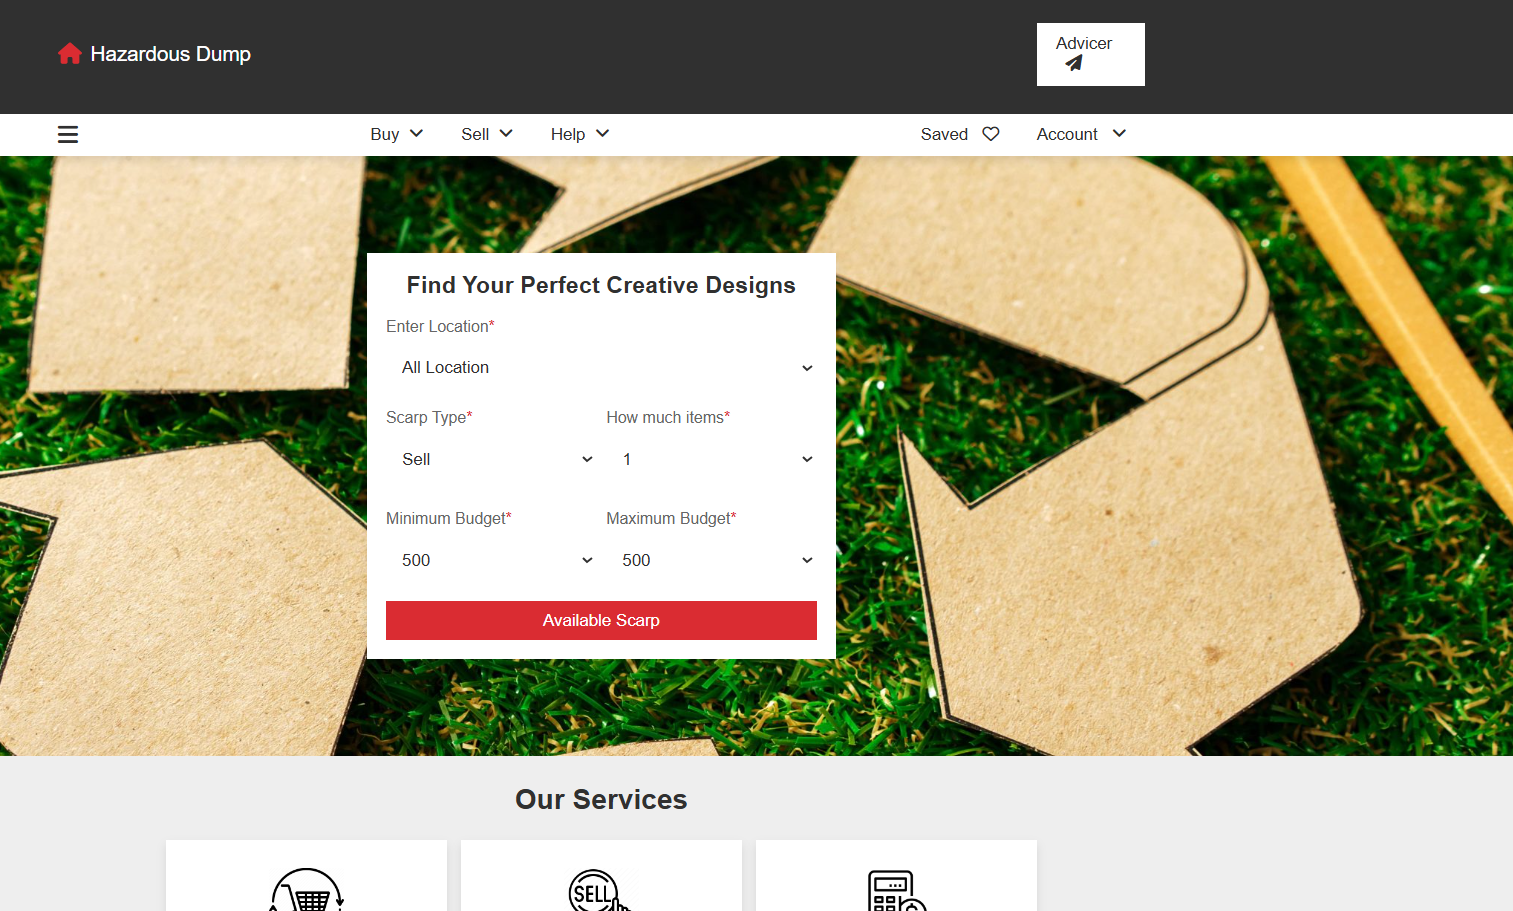 Hazardous Dump
Advicer
Buy
Sell
Help
Saved
Account
Find Your Perfect Creative Designs
Enter Location*
All Location
Scarp Type*
How much items*
Sell
1
Minimum Budget*
Maximum Budget*
500
500
Available Scarp
Our Services
SELL